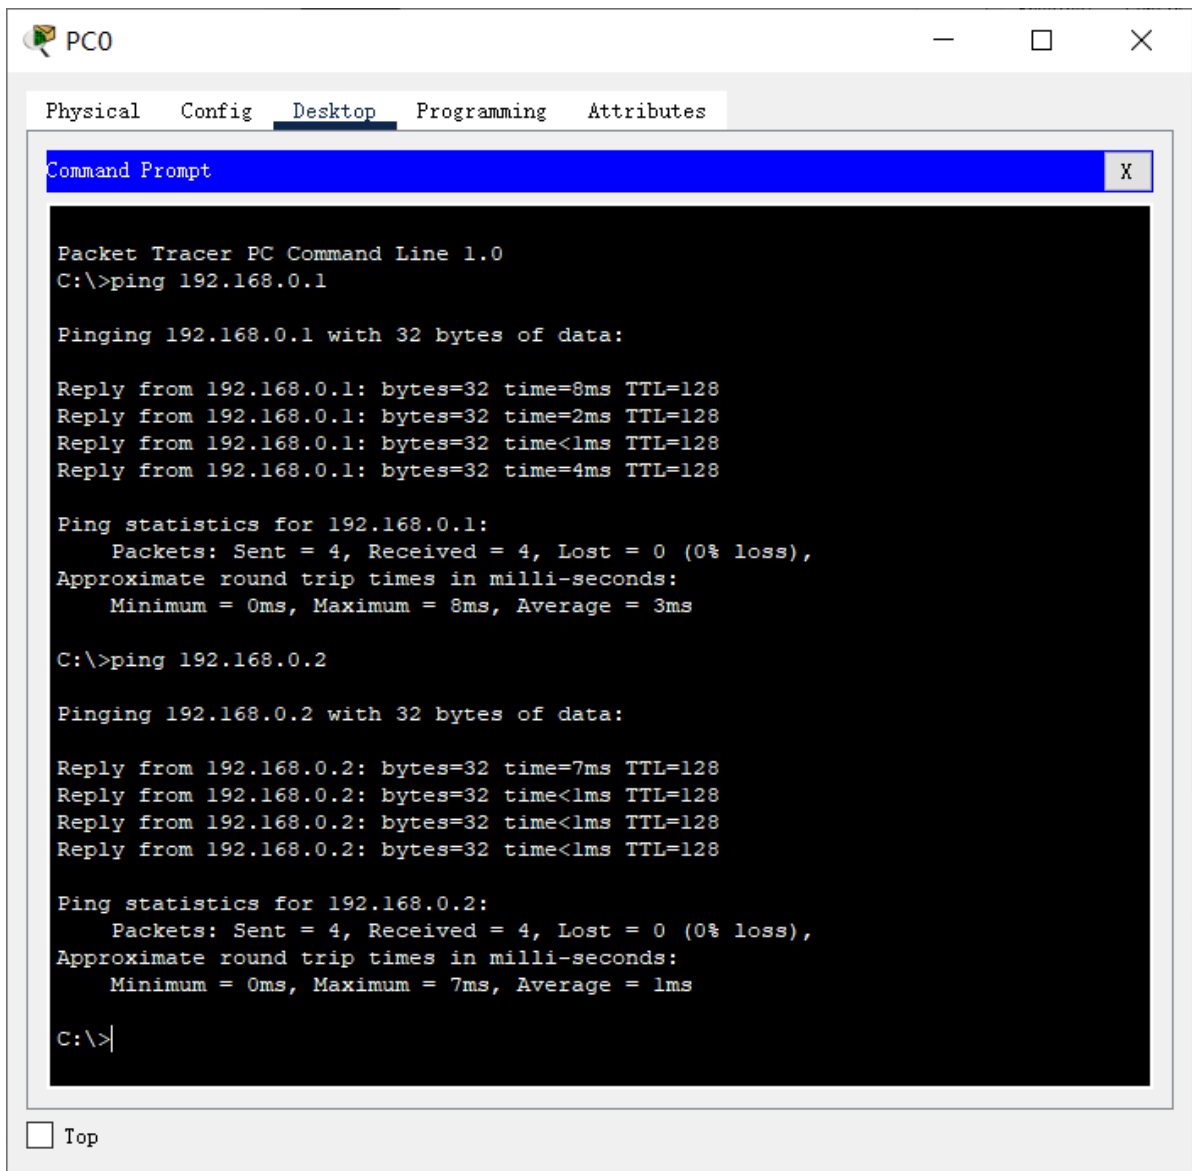 PC0
Physical Config Desktop Programming Attributes
Command Prompt X
Packet Tracer PC Command Line 1.0
C:\>ping 192.168.0.1
Pinging 192.168.0.1 with 32 bytes of data:
Reply from 192.168.0.1: bytes=32 time=8ms TTL=128
Reply from 192.168.0.1: bytes=32 time=2ms TTL=128
Reply from 192.168.0.1: bytes=32 time<1ms TTL=128
Reply from 192.168.0.1: bytes=32 time=4ms TTL=128
Ping statistics for 192.168.0.1:
    Packets: Sent = 4, Received = 4, Lost = 0 (0% loss),
Approximate round trip times in milli-seconds:
    Minimum = 0ms, Maximum = 8ms, Average = 3ms
C:\>ping 192.168.0.2
Pinging 192.168.0.2 with 32 bytes of data:
Reply from 192.168.0.2: bytes=32 time=7ms TTL=128
Reply from 192.168.0.2: bytes=32 time<1ms TTL=128
Reply from 192.168.0.2: bytes=32 time<1ms TTL=128
Reply from 192.168.0.2: bytes=32 time<1ms TTL=128
Ping statistics for 192.168.0.2:
    Packets: Sent = 4, Received = 4, Lost = 0 (0% loss),
Approximate round trip times in milli-seconds:
    Minimum = 0ms, Maximum = 7ms, Average = 1ms
C:\>
Top